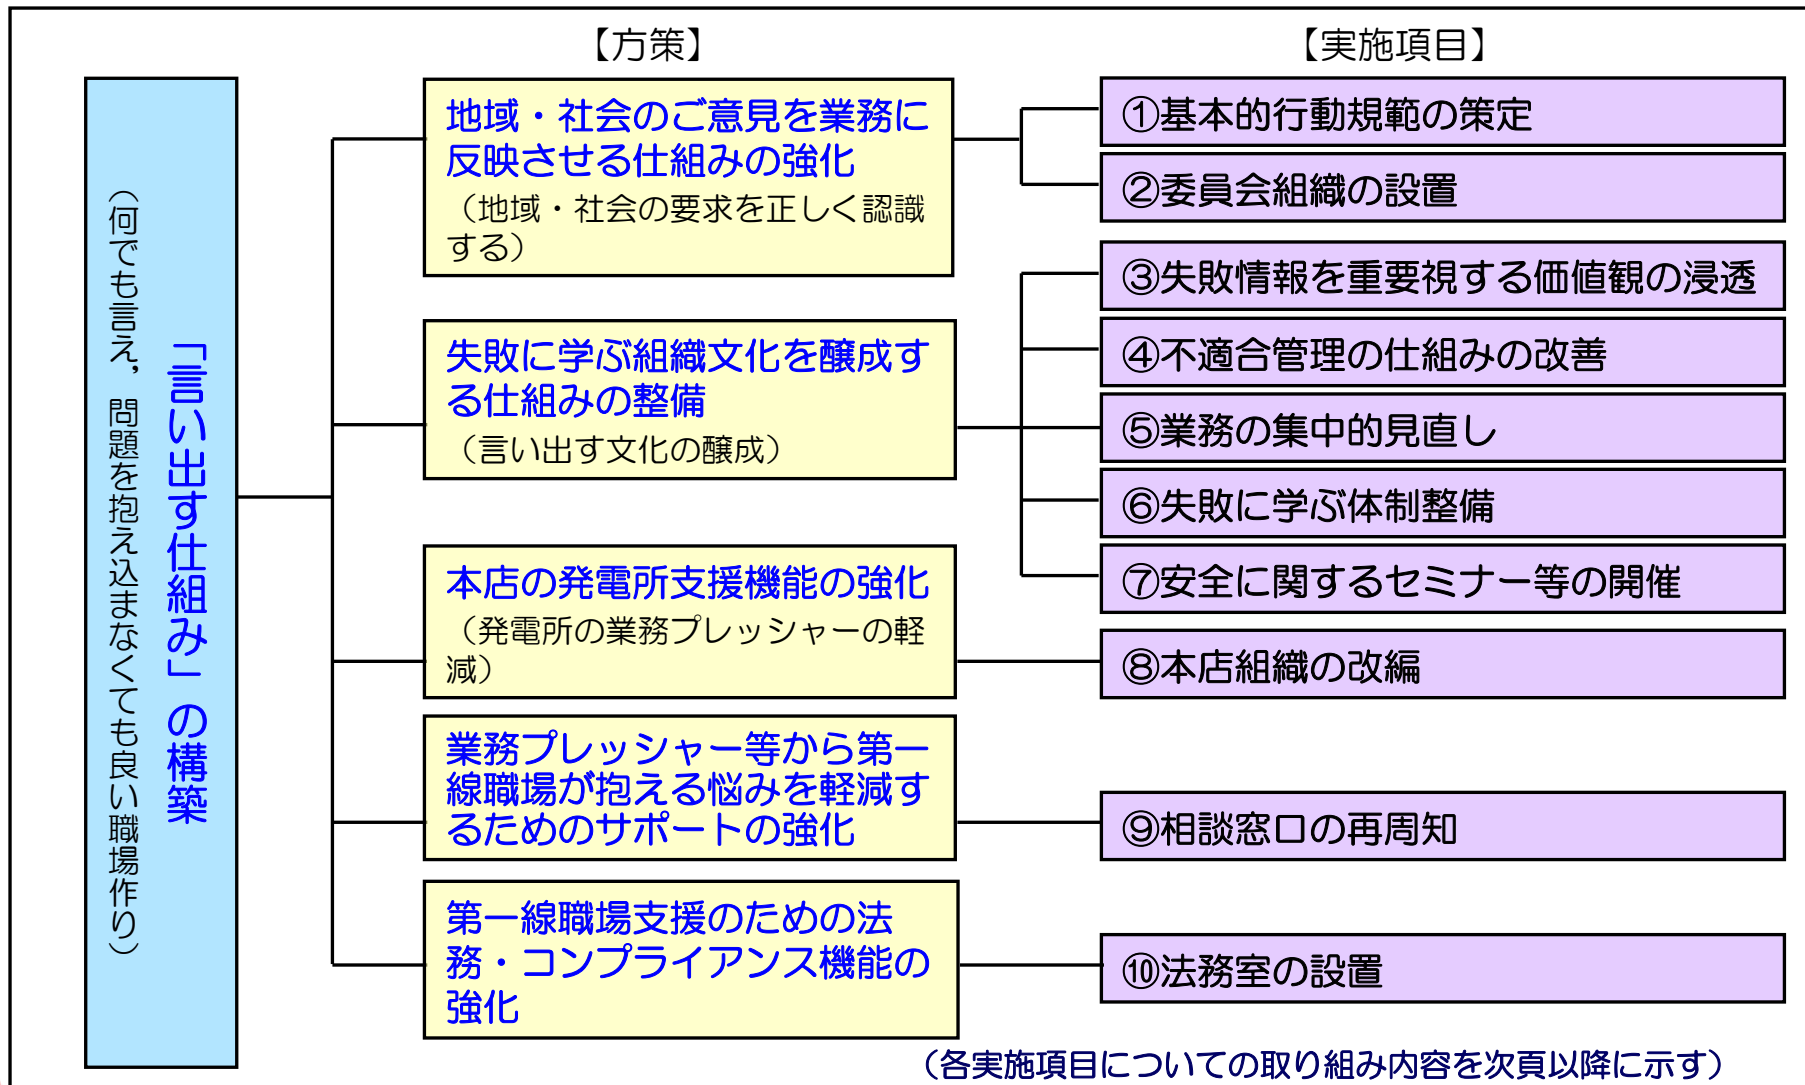 【方策】
【実施項目】
「言い出す仕組み」の構築
（何でも言え，問題を抱え込まなくても良い職場作り）
地域・社会のご意見を業務に
反映させる仕組みの強化
（地域・社会の要求を正しく認識
する）
①基本的行動規範の策定
②委員会組織の設置
失敗に学ぶ組織文化を醸成す
る仕組みの整備
（言い出す文化の醸成）
③失敗情報を重要視する価値観の浸透
④不適合管理の仕組みの改善
⑤業務の集中的見直し
⑥失敗に学ぶ体制整備
⑦安全に関するセミナー等の開催
本店の発電所支援機能の強化
（発電所の業務プレッシャーの軽
減）
⑧本店組織の改編
業務プレッシャー等から第一
線職場が抱える悩みを軽減す
るためのサポートの強化
⑨相談窓口の再周知
第一線職場支援のための法
務・コンプライアンス機能の
強化
⑩法務室の設置
（各実施項目についての取り組み内容を次頁以降に示す）